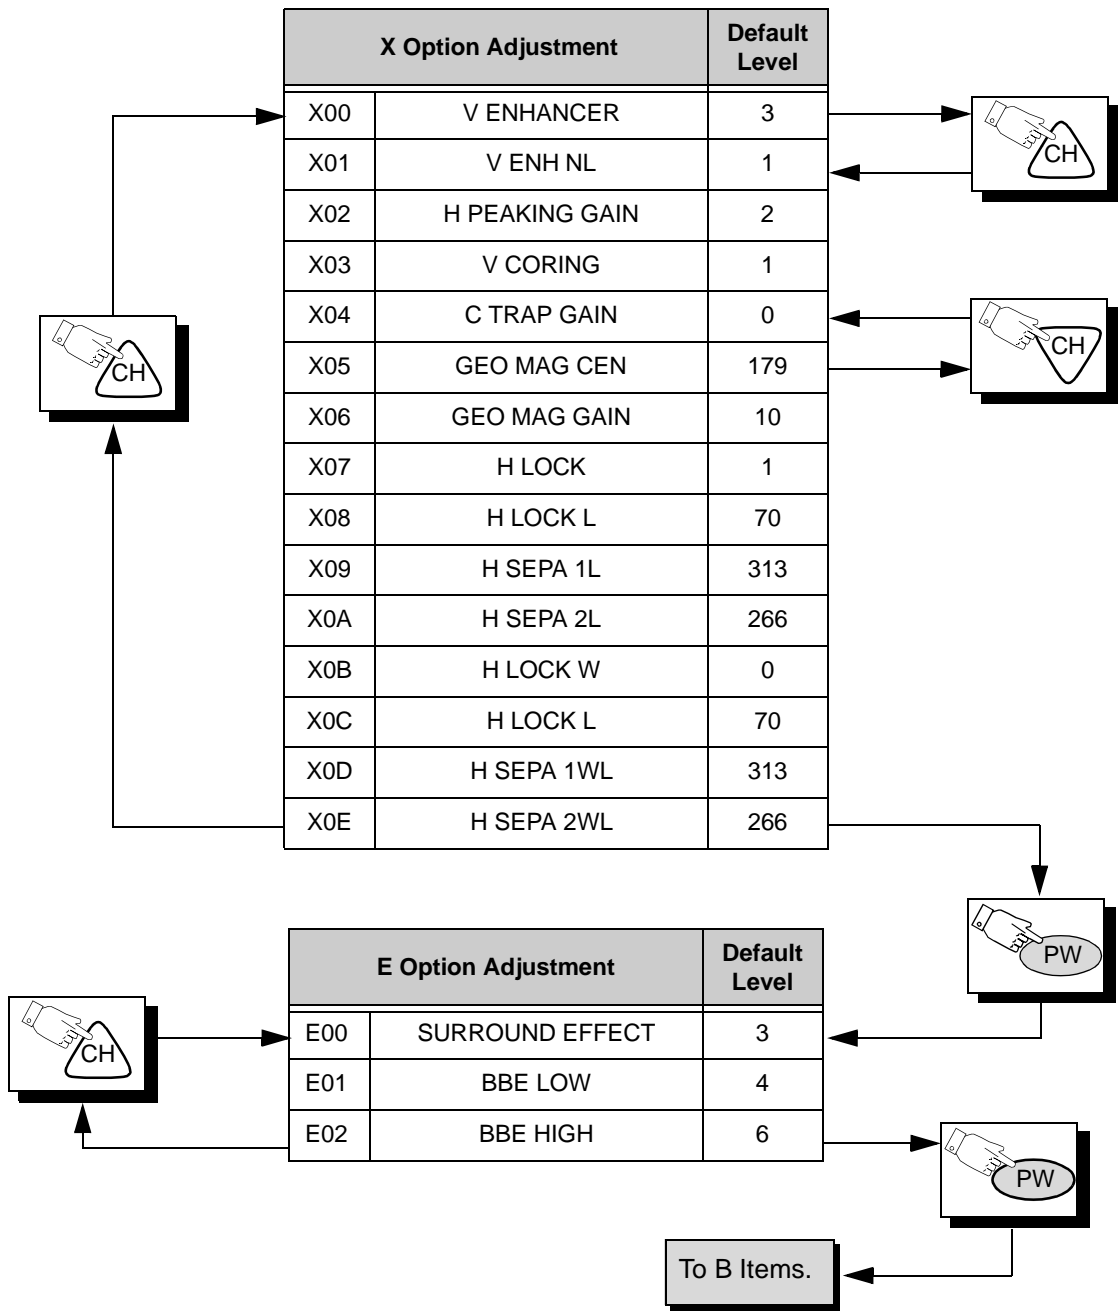 X Option Adjustment Default Level
X00 V ENHANCER 3
CH
X01 V ENH NL 1
X02 H PEAKING GAIN 2
X03 V CORING 1
X04 C TRAP GAIN 0
CH
X05 GEO MAG CEN 179
CH
X06 GEO MAG GAIN 10
X07 H LOCK 1
X08 H LOCK L 70
X09 H SEPA 1L 313
X0A H SEPA 2L 266
X0B H LOCK W 0
X0C H LOCK L 70
X0D H SEPA 1WL 313
X0E H SEPA 2WL 266
PW
E Option Adjustment Default Level
E00 SURROUND EFFECT 3
CH
E01 BBE LOW 4
E02 BBE HIGH 6
PW
To B Items.